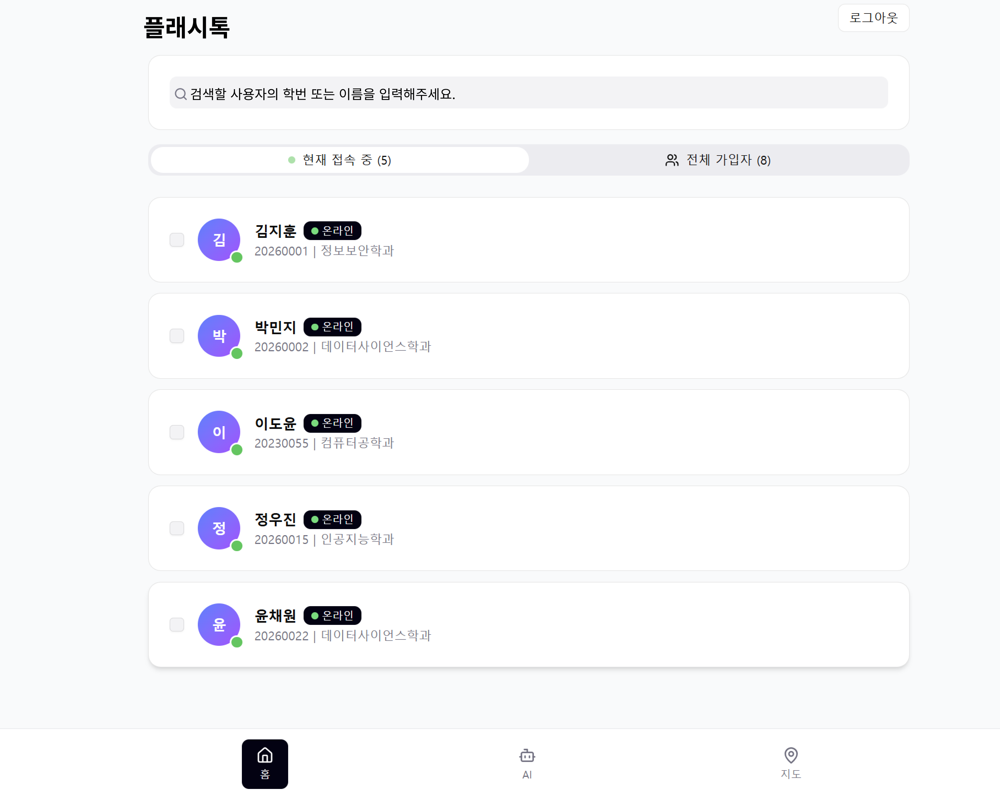 플래시톡
로그아웃
검색할 사용자의 학번 또는 이름을 입력해주세요.
현재 접속 중 (5)
전체 가입자 (8)
김
김지훈
온라인
20260001 | 정보보안학과
박
박민지
온라인
20260002 | 데이터사이언스학과
이
이도윤
온라인
20230055 | 컴퓨터공학과
정
정우진
온라인
20260015 | 인공지능학과
윤
윤채원
온라인
20260022 | 데이터사이언스학과
홈
AI
지도